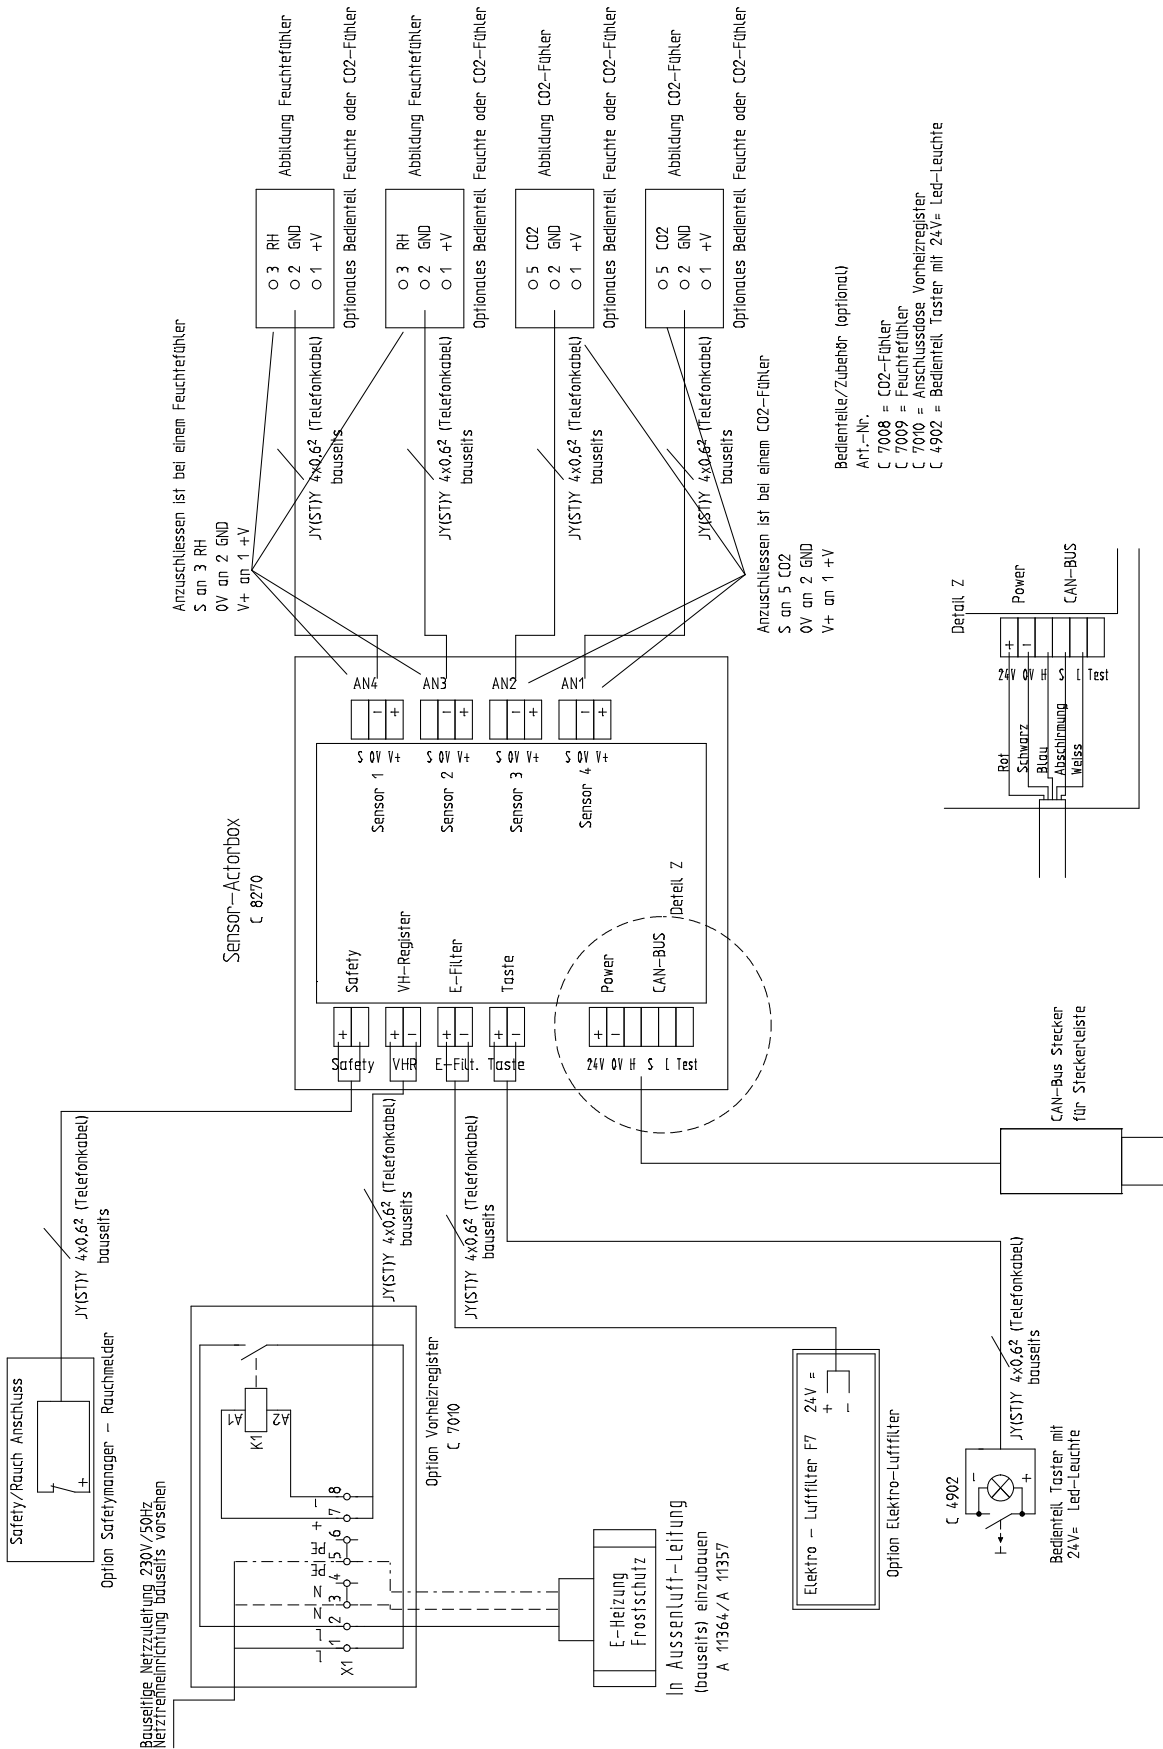 Safety/Rauch Anschluss
+
Option Safetymanager – Rauchmelder
JY(ST)Y 4x0,6² (Telefonkabel)
bauseits
Bauseitige Netzzuleitung 230V/50Hz
Netztrenneinrichtung bauseits vorsehen
L L N N PE PE + –
1 2 3 4 5 6 7 8
X1
A1
A2
K1
Option Vorheizregister
C 7010
JY(ST)Y 4x0,6² (Telefonkabel)
bauseits
E-Heizung
Frostschutz
In Aussenluft-Leitung
(bauseits) einzubauen
A 11364/A 11357
JY(ST)Y 4x0,6² (Telefonkabel)
bauseits
Elektro – Luftfilter F7 24V =
+
–
Option Elektro-Luftfilter
C 4902
–
+
Bedienteil Taster mit
24V= Led-Leuchte
JY(ST)Y 4x0,6² (Telefonkabel)
bauseits
CAN-Bus Stecker
für Steckerleiste
Sensor-Actorbox
C 8270
Safety
+
Safety
VHR
+ –
VH-Register
E-Filt.
+ –
E-Filter
Taste
+ –
Taste
24V 0V H S L Test
+ –
Power
CAN-BUS
Deteil Z
AN4
– +
S 0V V+
Sensor 1
AN3
– +
S 0V V+
Sensor 2
AN2
– +
S 0V V+
Sensor 3
AN1
– +
S 0V V+
Sensor 4
Anzuschliessen ist bei einem Feuchtefühler
S an 3 RH
0V an 2 GND
V+ an 1 +V
JY(ST)Y 4x0,6² (Telefonkabel)
bauseits
3 RH
2 GND
1 +V
Abbildung Feuchtefühler
Optionales Bedienteil Feuchte oder CO2-Fühler
JY(ST)Y 4x0,6² (Telefonkabel)
bauseits
3 RH
2 GND
1 +V
Abbildung Feuchtefühler
Optionales Bedienteil Feuchte oder CO2-Fühler
JY(ST)Y 4x0,6² (Telefonkabel)
bauseits
5 CO2
2 GND
1 +V
Abbildung CO2-Fühler
Optionales Bedienteil Feuchte oder CO2-Fühler
JY(ST)Y 4x0,6² (Telefonkabel)
bauseits
5 CO2
2 GND
1 +V
Abbildung CO2-Fühler
Optionales Bedienteil Feuchte oder CO2-Fühler
Anzuschliessen ist bei einem CO2-Fühler
S an 5 CO2
0V an 2 GND
V+ an 1 +V
Bedienteile/Zubehör (optional)
Art.-Nr.
C 7008 = CO2-Fühler
C 7009 = Feuchtefühler
C 7010 = Anschlussdose Vorheizregister
C 4902 = Bedienteil Taster mit 24V= Led-Leuchte
Detail Z
Power
CAN-BUS
+ –
24V 0V H S L Test
Rot
Schwarz
Blau
Abschirmung
Weiss